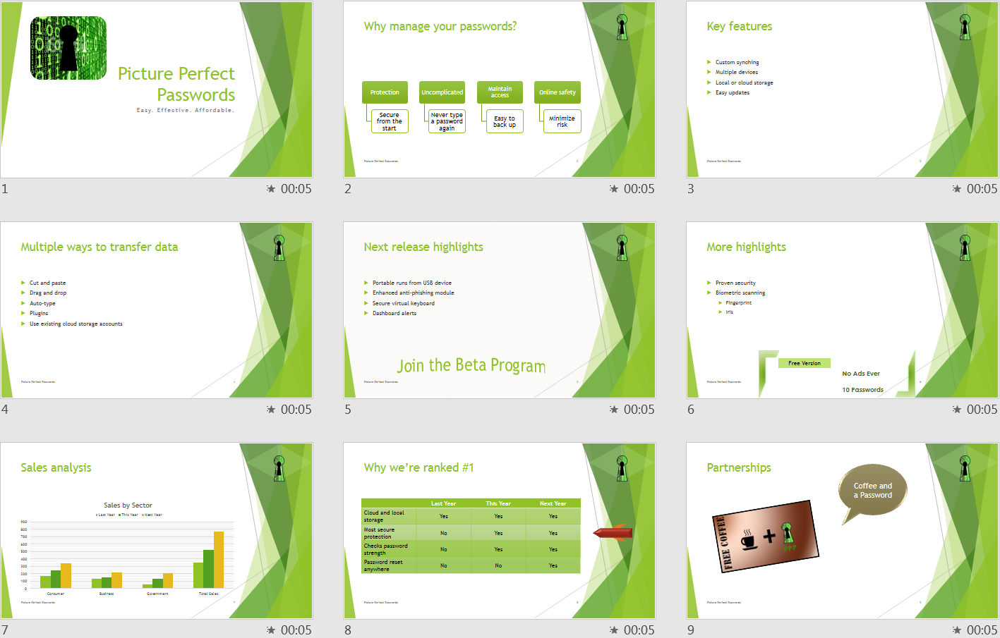 Picture Perfect
Passwords
Easy. Effective. Affordable.
1
00:05
Why manage your passwords?
Protection
Uncomplicated
Maintain
access
Online safety
Secure
from the
start
Never type
a password
again
Easy to
back up
Minimize
risk
Picture Perfect Passwords
2
2
00:05
Key features
Custom synching
Multiple devices
Local or cloud storage
Easy updates
Picture Perfect Passwords
3
3
00:05
Multiple ways to transfer data
Cut and paste
Drag and drop
Auto-type
Plugins
Use existing cloud storage accounts
Picture Perfect Passwords
4
4
00:05
Next release highlights
Portable runs from USB device
Enhanced anti-phishing module
Secure virtual keyboard
Dashboard alerts
Join the Beta Program
Picture Perfect Passwords
5
5
00:05
More highlights
Proven security
Biometric scanning
Fingerprint
Iris
Free Version
No Ads Ever
10 Passwords
Picture Perfect Passwords
6
6
00:05
Sales analysis
Sales by Sector
Last Year This Year Next Year
900
800
700
600
500
400
300
200
100
0
Consumer Business Government Total Sales
Picture Perfect Passwords
7
7
00:05
Why we're ranked #1
Last Year This Year Next Year
Cloud and local
storage
Yes Yes Yes
Most secure
protection
No Yes Yes
Checks password
strength
No Yes Yes
Password reset
anywhere
No No Yes
Picture Perfect Passwords
8
8
00:05
Partnerships
Coffee and
a Password
FREE COFFEE
+
PPP
Picture Perfect Passwords
9
9
00:05